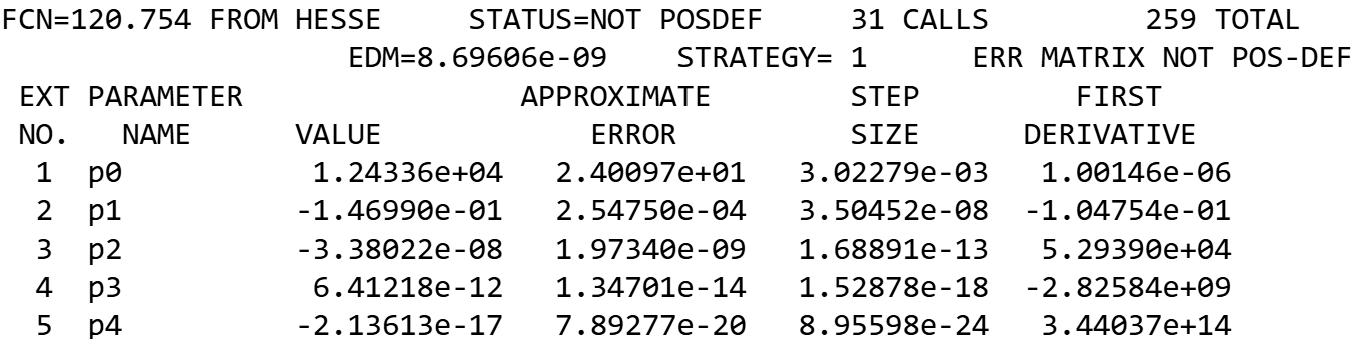 FCN=120.754 FROM HESSE     STATUS=NOT POSDEF     31 CALLS         259 TOTAL
                    EDM=8.69606e-09    STRATEGY= 1      ERR MATRIX NOT POS-DEF
 EXT PARAMETER                APPROXIMATE        STEP         FIRST
 NO.   NAME      VALUE            ERROR          SIZE      DERIVATIVE
  1  p0           1.24336e+04   2.40097e+01   3.02279e-03   1.00146e-06
  2  p1          -1.46990e-01   2.54750e-04   3.50452e-08  -1.04754e-01
  3  p2          -3.38022e-08   1.97340e-09   1.68891e-13   5.29390e+04
  4  p3           6.41218e-12   1.34701e-14   1.52878e-18  -2.82584e+09
  5  p4          -2.13613e-17   7.89277e-20   8.95598e-24   3.44037e+14